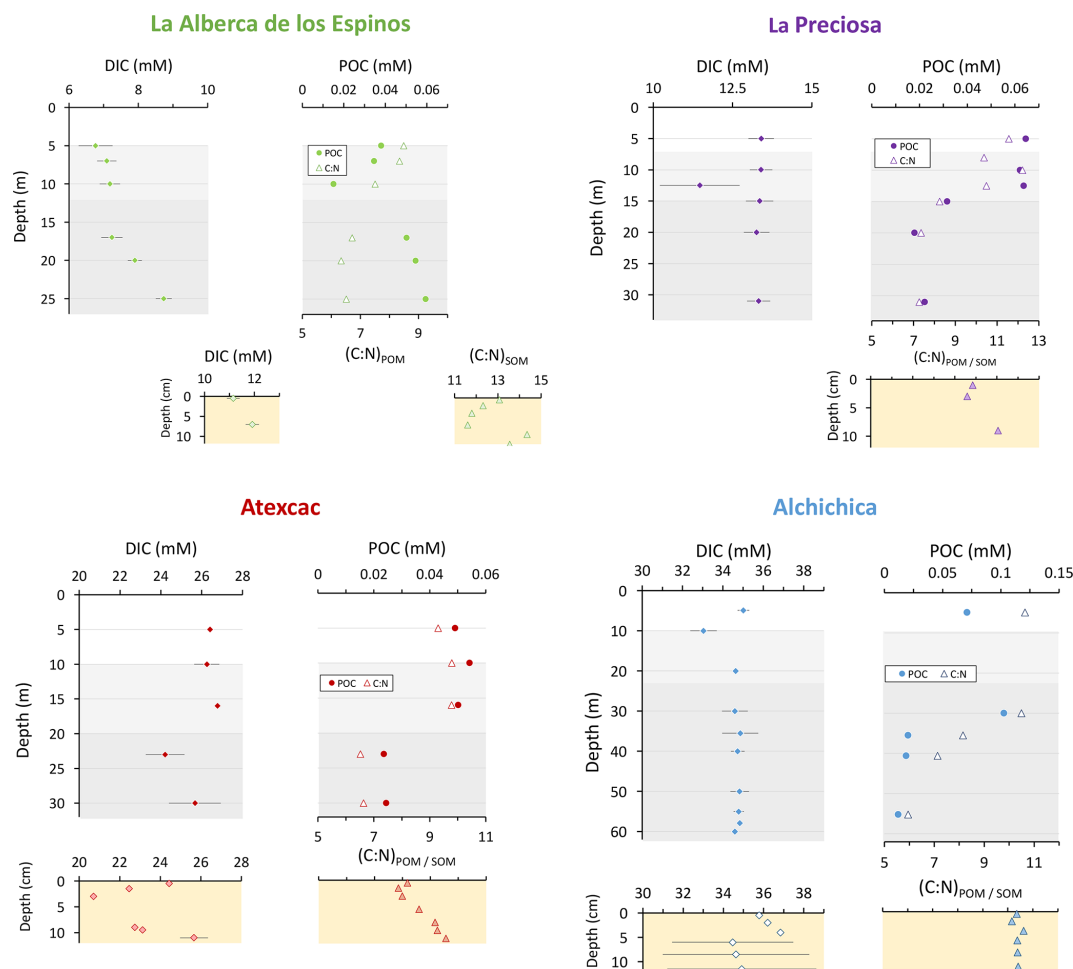 La Alberca de los Espinos
DIC (mM)
6 8 10
0
5
10
15
20
25
Depth (m)
POC (mM)
0 0.02 0.04 0.06
POC
C:N
5 7 9
(C:N)POM
DIC (mM)
10 12
0
5
10
Depth (cm)
(C:N)SOM
11 13 15
La Preciosa
DIC (mM)
10 12.5 15
0
5
10
15
20
25
30
Depth (m)
POC (mM)
0 0.02 0.04 0.06
POC
C:N
5 7 9 11 13
(C:N)POM / SOM
0
5
10
Depth (cm)
Atexcac
DIC (mM)
20 22 24 26 28
0
5
10
15
20
25
30
Depth (m)
POC (mM)
0 0.02 0.04 0.06
POC C:N
5 7 9 11
(C:N)POM / SOM
20 22 24 26 28
0
5
10
Depth (cm)
Alchichica
DIC (mM)
30 32 34 36 38
0
10
20
30
40
50
60
Depth (m)
POC (mM)
0 0.05 0.1 0.15
POC C:N
5 7 9 11
(C:N)POM / SOM
30 32 34 36 38
0
5
10
Depth (cm)